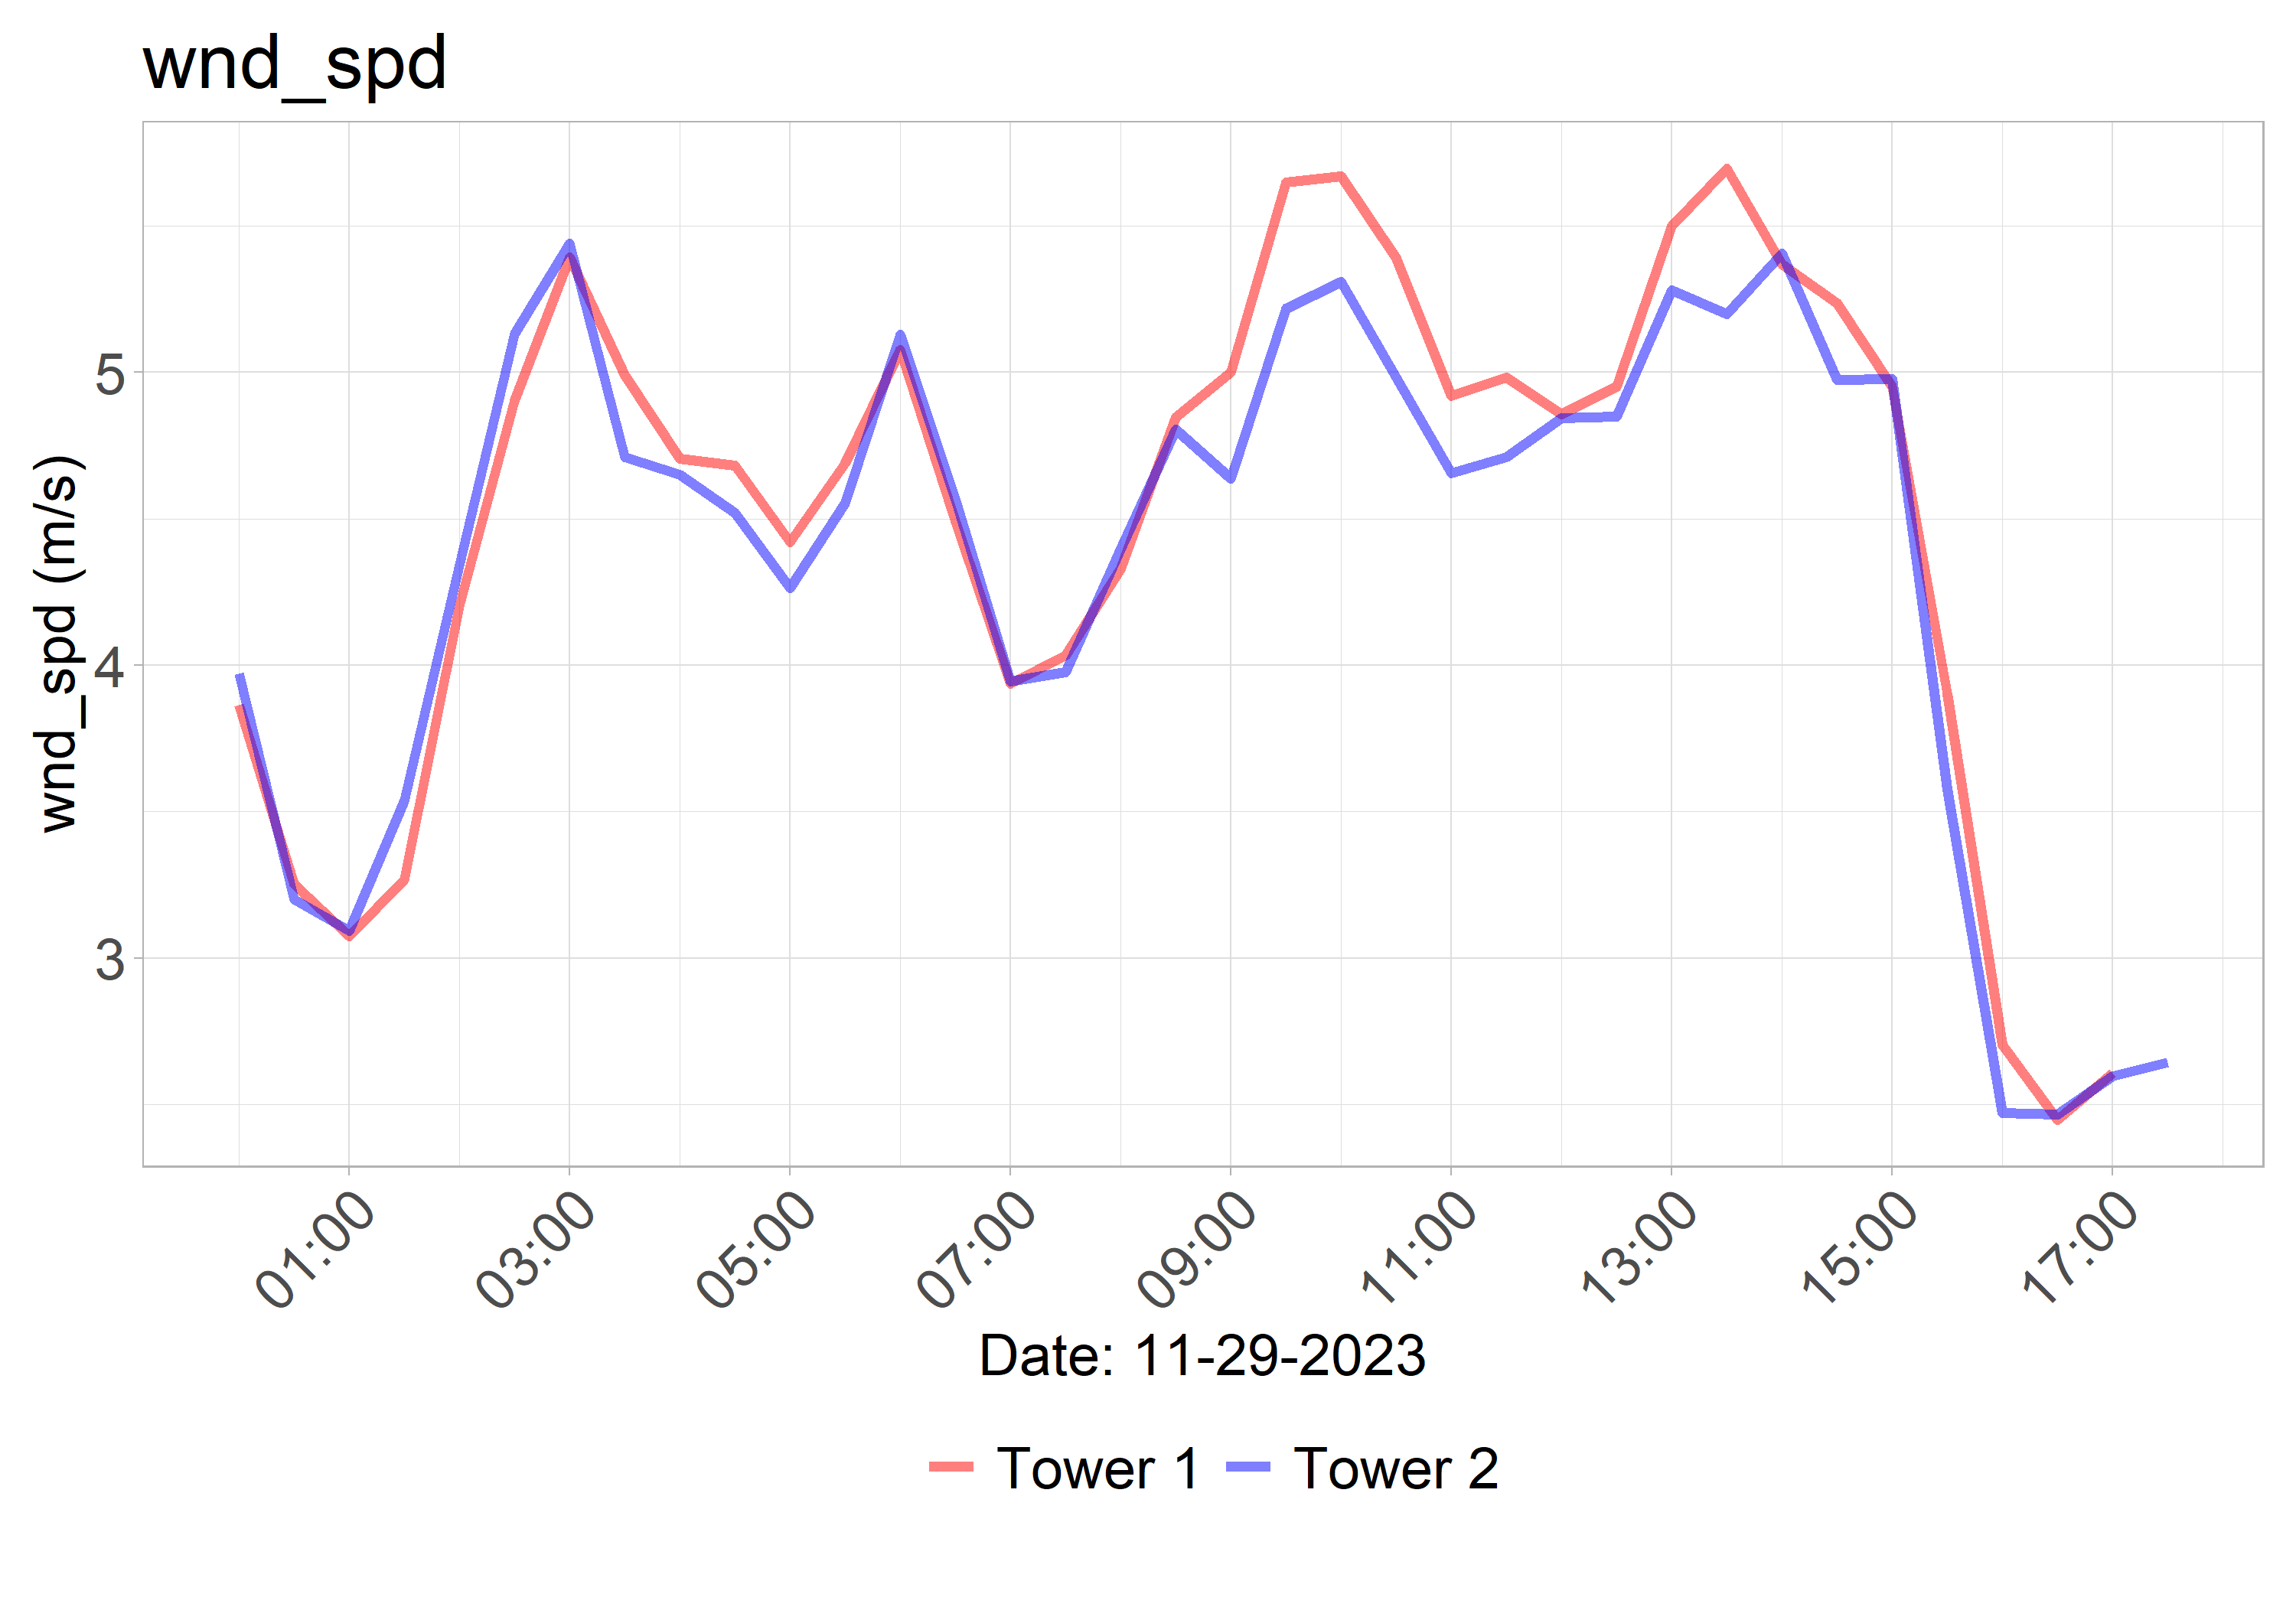 wnd_spd
wnd_spd (m/s)
5
4
3
01:00 03:00 05:00 07:00 09:00 11:00 13:00 15:00 17:00
Date: 11-29-2023
Tower 1 Tower 2